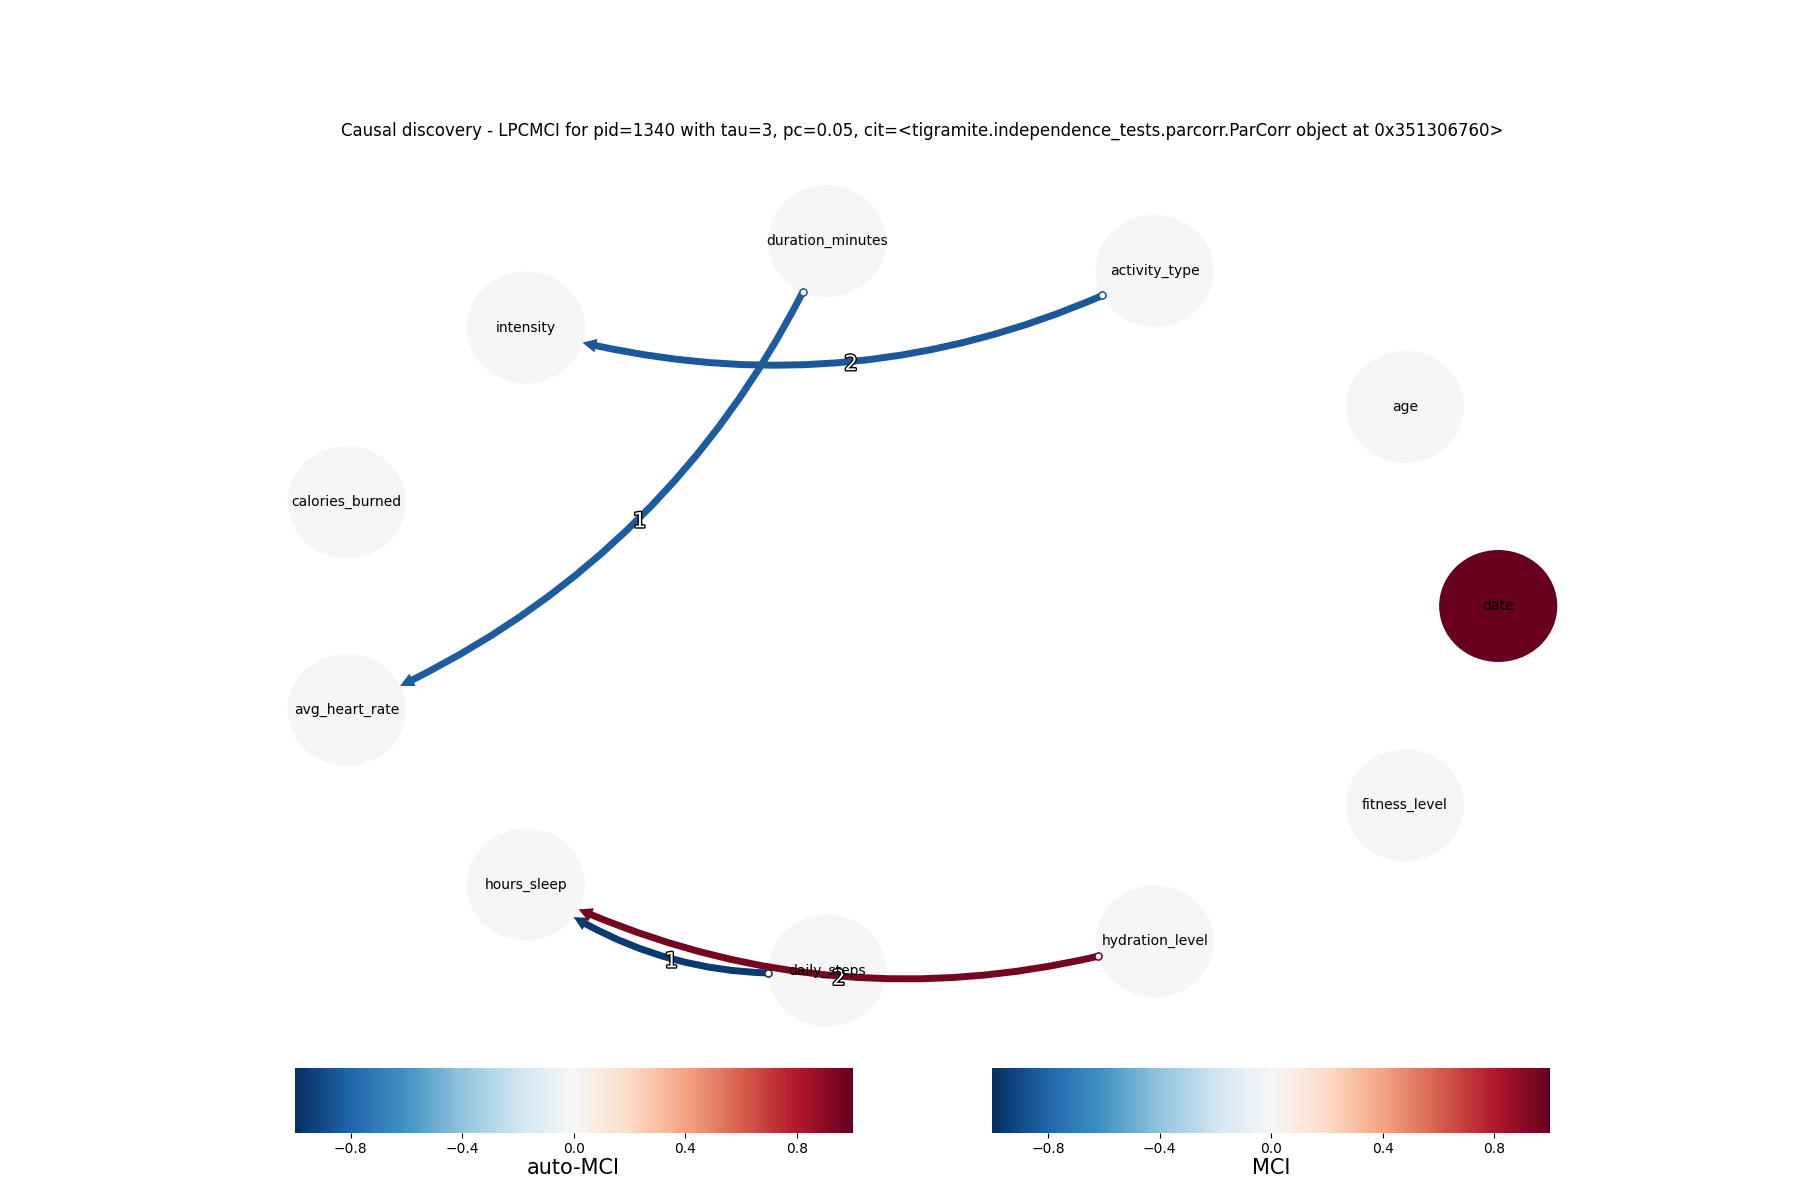 Causal discovery - LPCMCI for pid=1340 with tau=3, pc=0.05, cit=<tigramite.independence_tests.parcorr.ParCorr object at 0x351306760>
duration_minutes
activity_type
intensity
2
age
calories_burned
1
date
avg_heart_rate
fitness_level
hours_sleep
hydration_level
1
daily_steps
2
−0.8 −0.4 0.0 0.4 0.8
auto-MCI
−0.8 −0.4 0.0 0.4 0.8
MCI